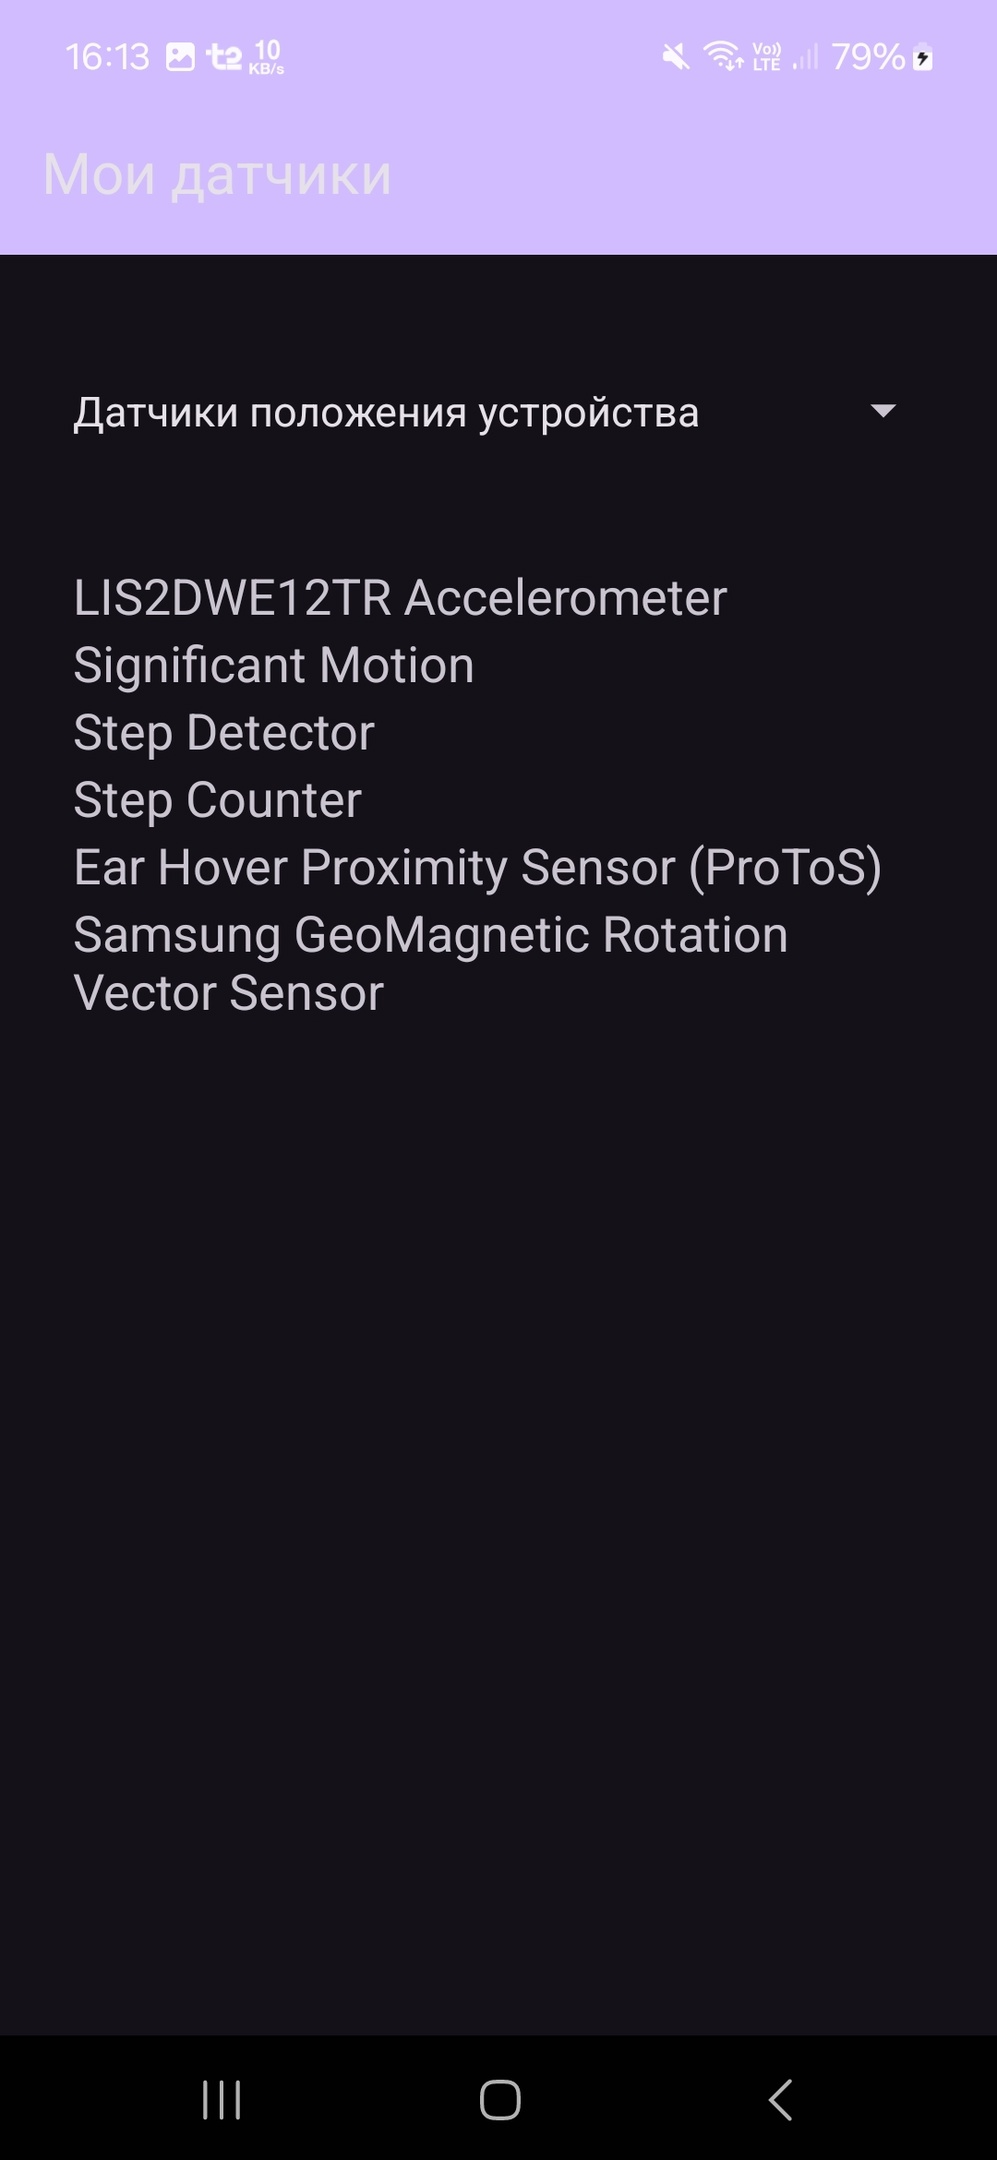 16:13 t2 10 KB/s Vo)) LTE 79%
Мои датчики
Датчики положения устройства
LIS2DWE12TR Accelerometer
Significant Motion
Step Detector
Step Counter
Ear Hover Proximity Sensor (ProToS)
Samsung GeoMagnetic Rotation
Vector Sensor